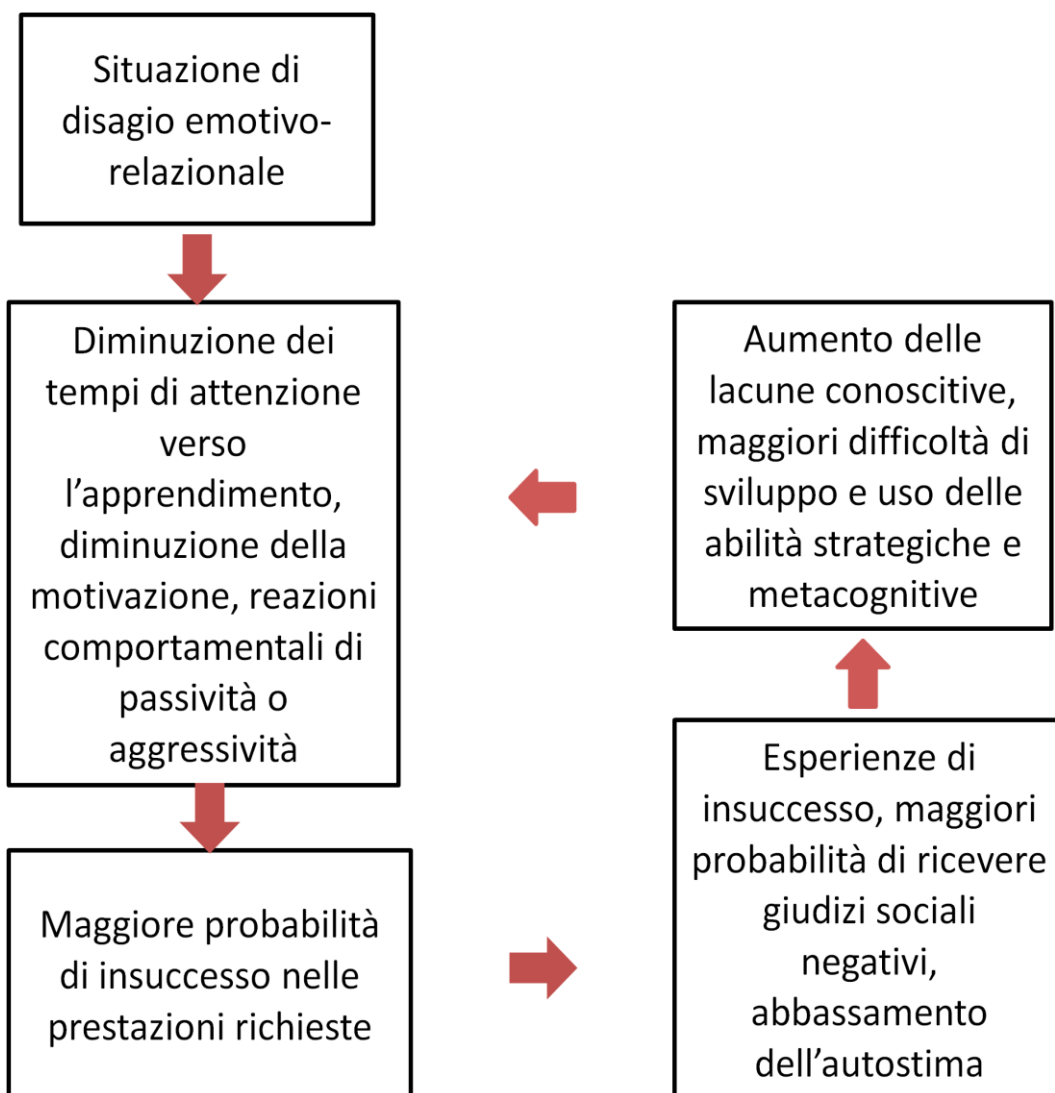 Situazione di
disagio emotivo-
relazionale
Diminuzione dei
tempi di attenzione
verso
l’apprendimento,
diminuzione della
motivazione, reazioni
comportamentali di
passività o
aggressività
Maggiore probabilità
di insuccesso nelle
prestazioni richieste
Esperienze di
insuccesso, maggiori
probabilità di ricevere
giudizi sociali
negativi,
abbassamento
dell’autostima
Aumento delle
lacune conoscitive,
maggiori difficoltà di
sviluppo e uso delle
abilità strategiche e
metacognitive